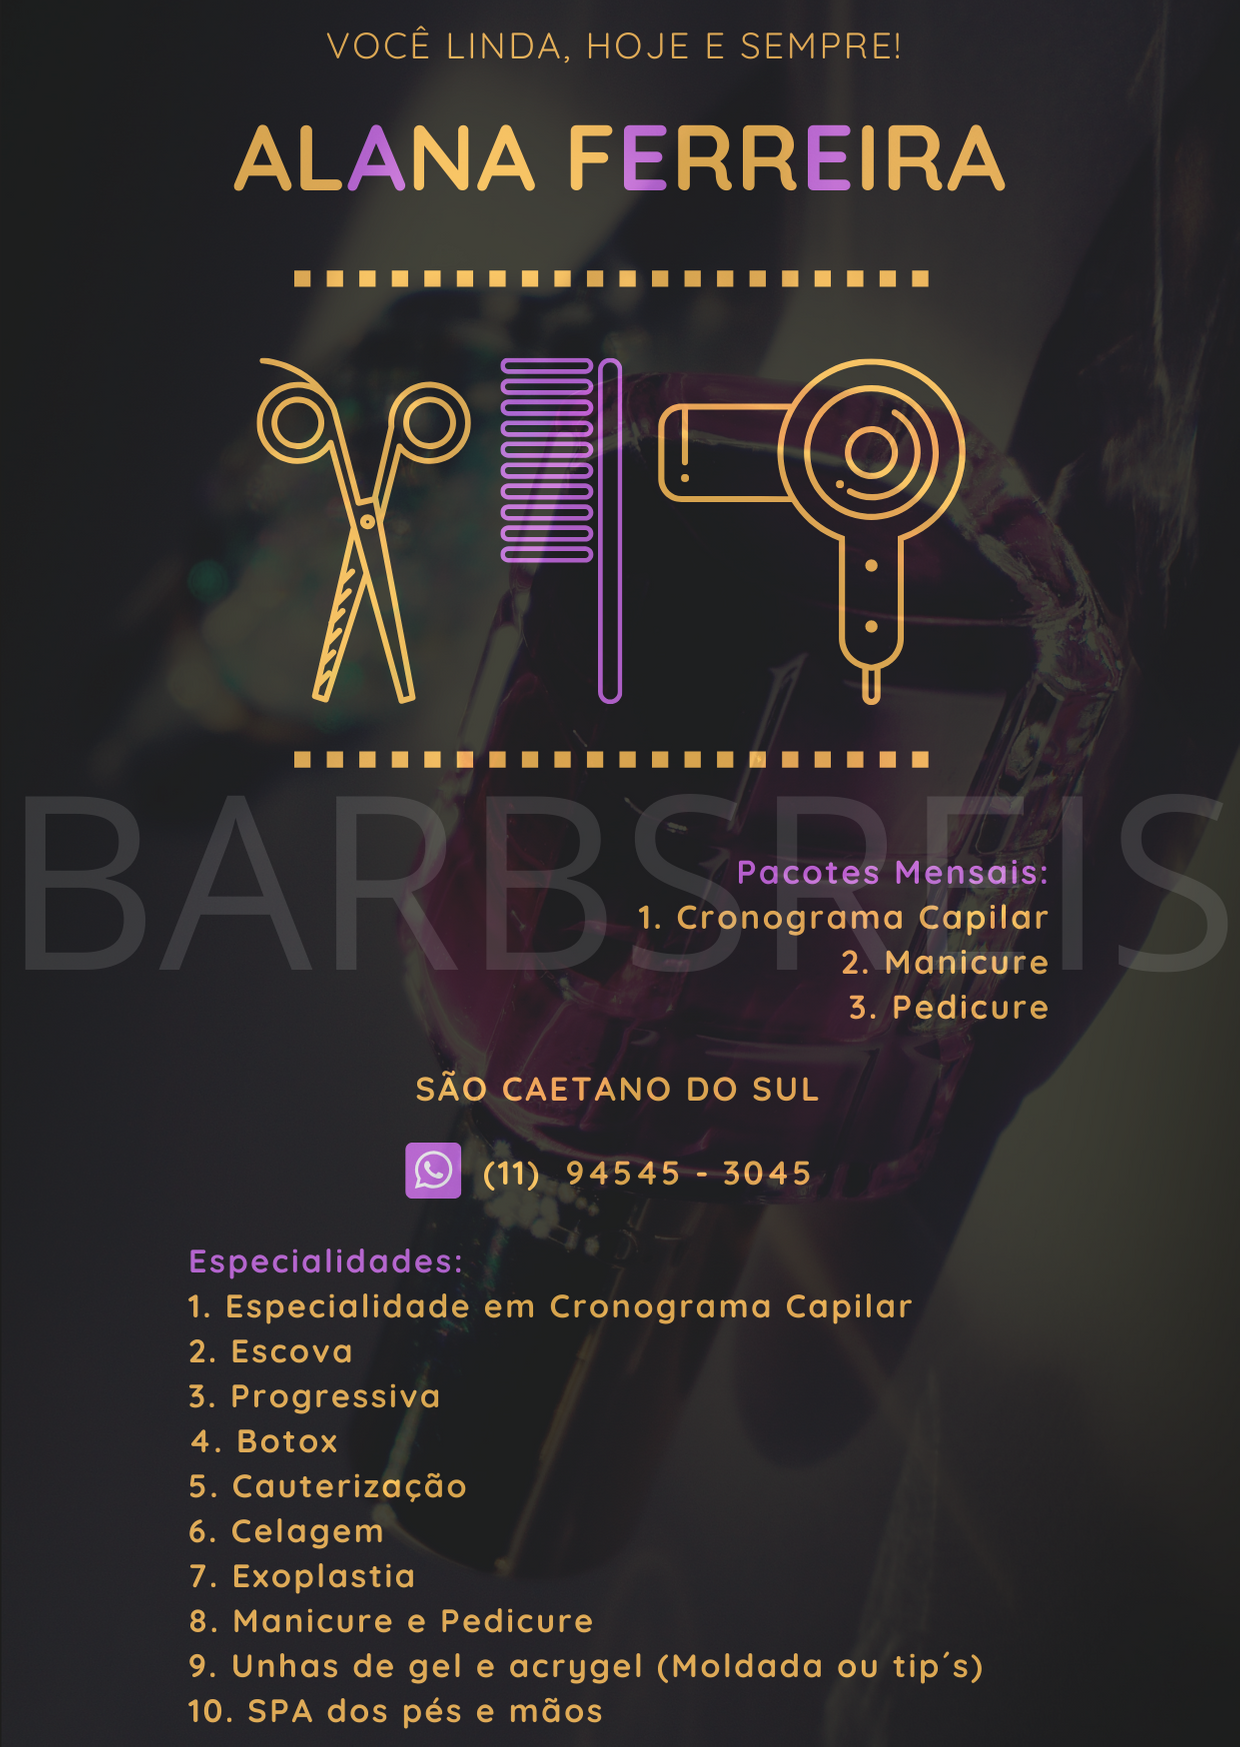 VOCÊ LINDA, HOJE E SEMPRE!
ALANA FERREIRA
BARBSREIS
Pacotes Mensais:
1. Cronograma Capilar
2. Manicure
3. Pedicure
SÃO CAETANO DO SUL
(11) 94545 - 3045
Especialidades:
1. Especialidade em Cronograma Capilar
2. Escova
3. Progressiva
4. Botox
5. Cauterização
6. Celagem
7. Exoplastia
8. Manicure e Pedicure
9. Unhas de gel e acrygel (Moldada ou tip´s)
10. SPA dos pés e mãos